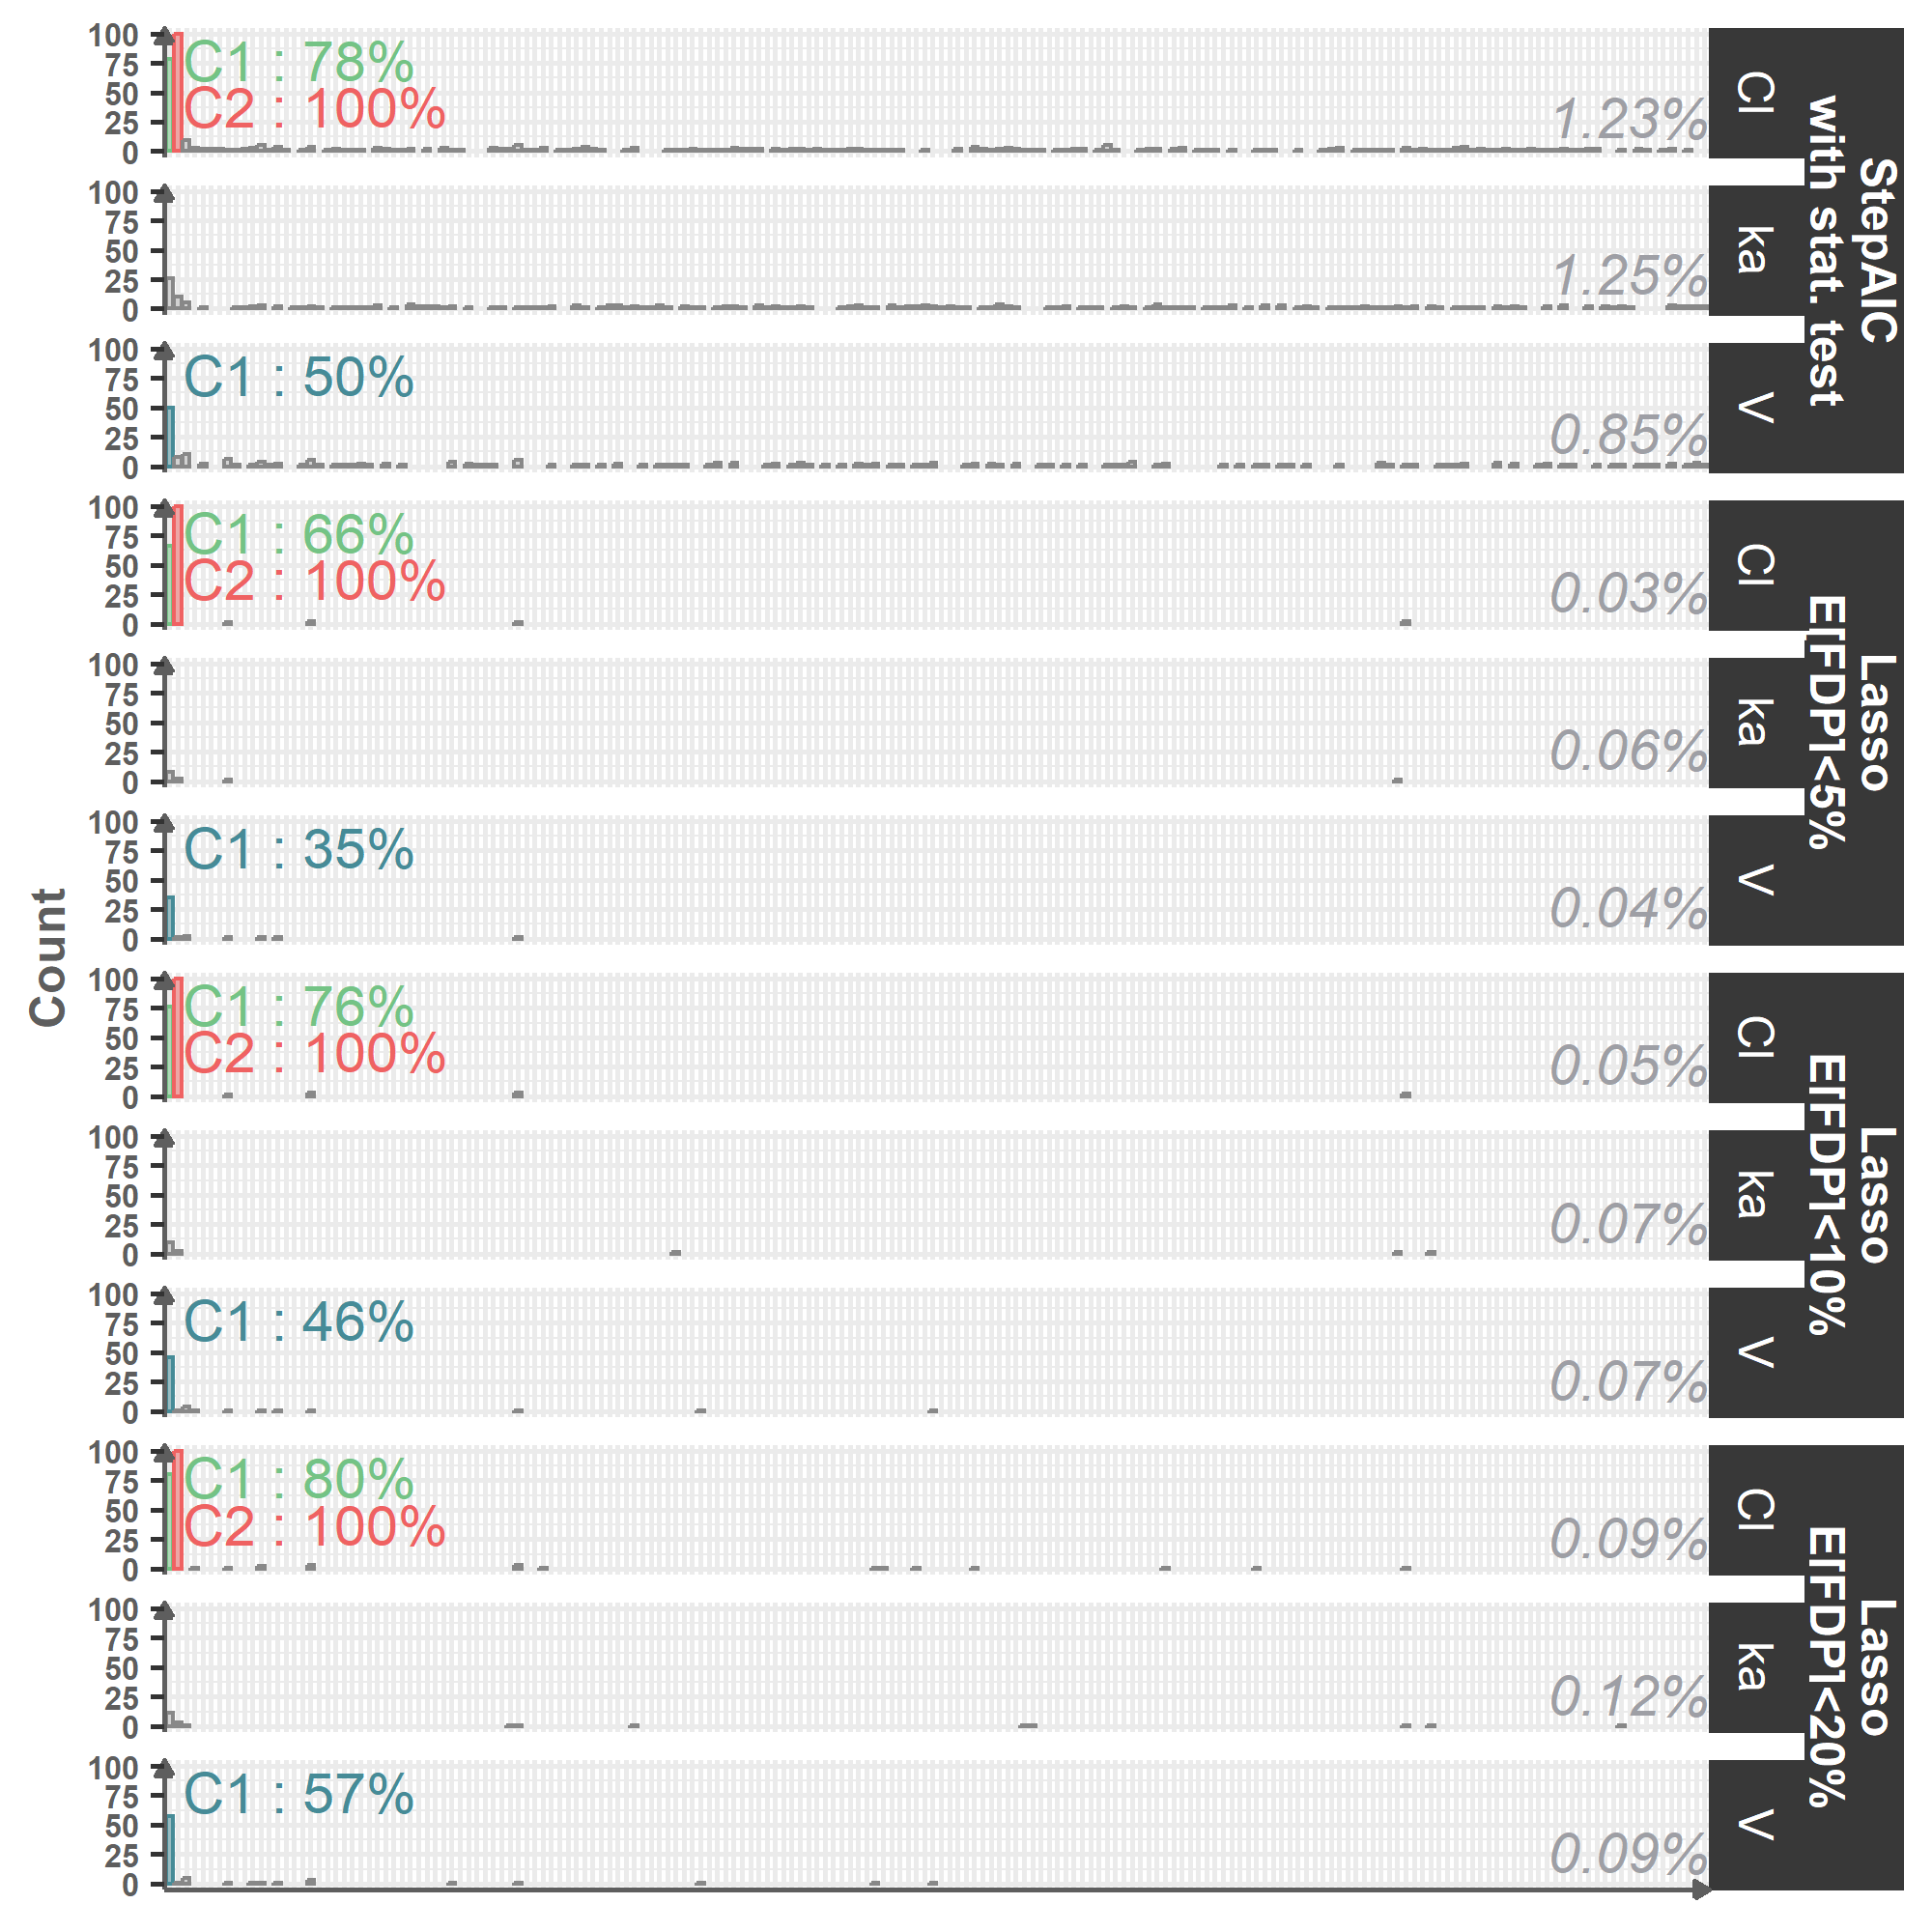 Count
StepAIC
with stat. test
100
75
50
25
0
C1 : 78%
C2 : 100%
1.23%
Cl
100
75
50
25
0
1.25%
ka
100
75
50
25
0
C1 : 50%
0.85%
V
Lasso
E[FDP]<5%
100
75
50
25
0
C1 : 66%
C2 : 100%
0.03%
Cl
100
75
50
25
0
0.06%
ka
100
75
50
25
0
C1 : 35%
0.04%
V
Lasso
E[FDP]<10%
100
75
50
25
0
C1 : 76%
C2 : 100%
0.05%
Cl
100
75
50
25
0
0.07%
ka
100
75
50
25
0
C1 : 46%
0.07%
V
Lasso
E[FDP]<20%
100
75
50
25
0
C1 : 80%
C2 : 100%
0.09%
Cl
100
75
50
25
0
0.12%
ka
100
75
50
25
0
C1 : 57%
0.09%
V